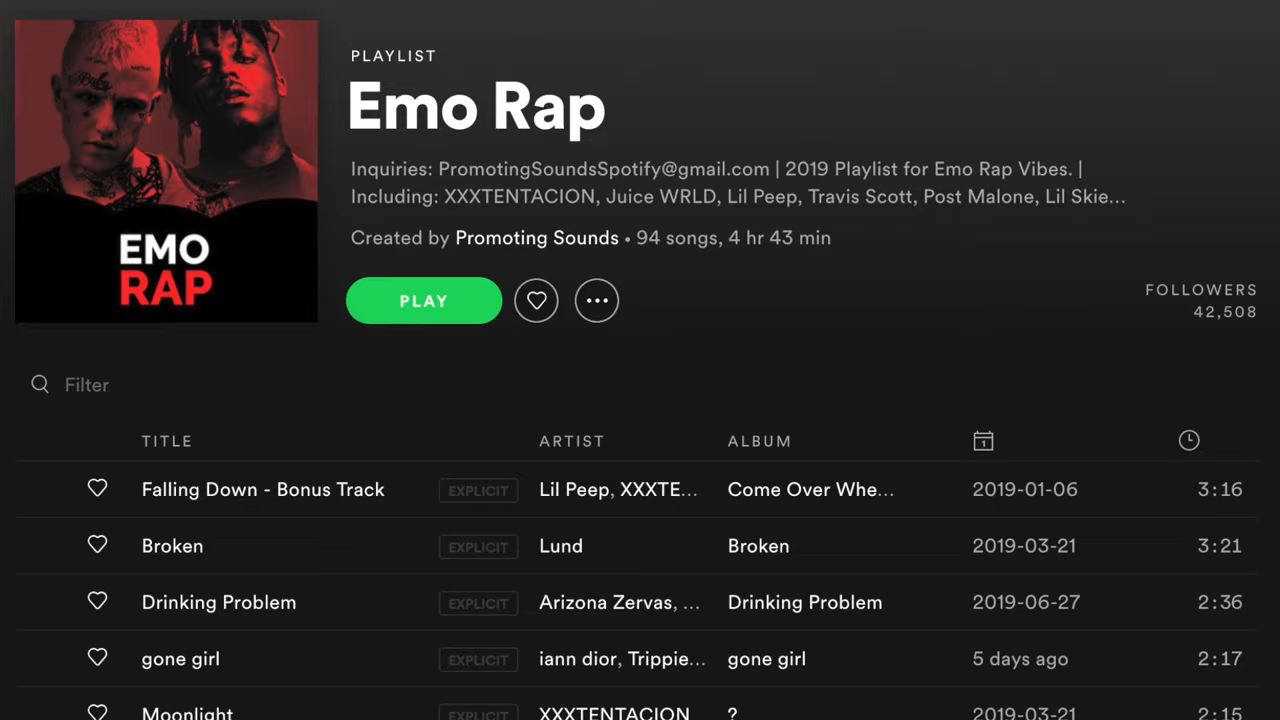 PLAYLIST
Emo Rap
Inquiries: PromotingSoundsSpotify@gmail.com | 2019 Playlist for Emo Rap Vibes. |
Including: XXXTENTACION, Juice WRLD, Lil Peep, Travis Scott, Post Malone, Lil Skie...
Created by Promoting Sounds • 94 songs, 4 hr 43 min
Baby
EMO
RAP
PLAY
FOLLOWERS
42,508
Filter
TITLE ARTIST ALBUM
Falling Down - Bonus Track EXPLICIT Lil Peep, XXXTE... Come Over Whe... 2019-01-06 3:16
Broken EXPLICIT Lund Broken 2019-03-21 3:21
Drinking Problem EXPLICIT Arizona Zervas, ... Drinking Problem 2019-06-27 2:36
gone girl EXPLICIT iann dior, Trippie... gone girl 5 days ago 2:17
Moonlight EXPLICIT XXXTENTACION ? 2019-03-21 2:15